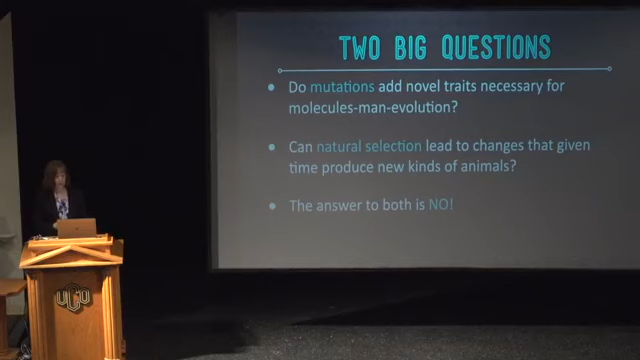 TWO BIG QUESTIONS
• Do mutations add novel traits necessary for
molecules-man-evolution?
• Can natural selection lead to changes that given
time produce new kinds of animals?
• The answer to both is NO!